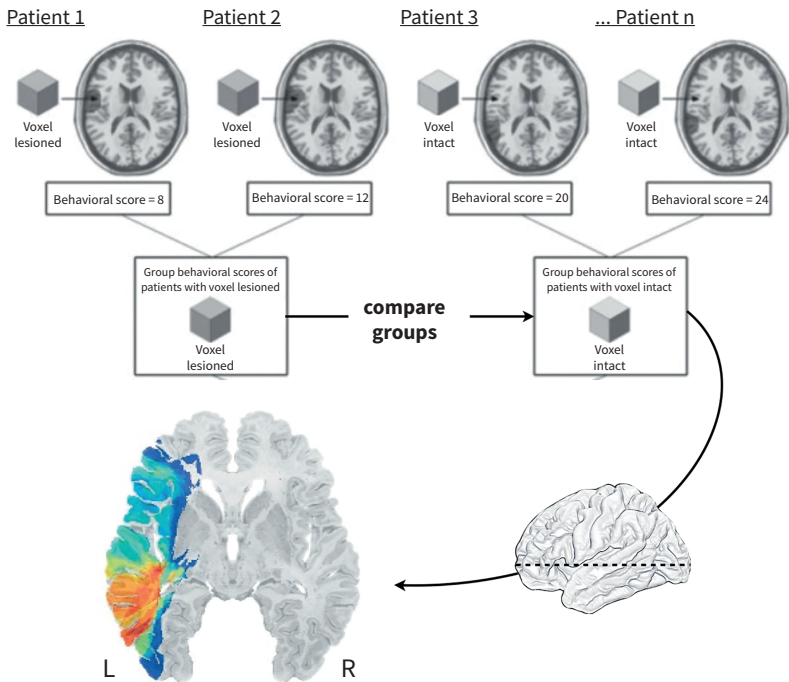 Patient 1
Patient 2
Patient 3
... Patient n
Voxel
lesioned
Voxel
lesioned
Voxel
intact
Voxel
intact
Behavioral score = 8
Behavioral score = 12
Behavioral score = 20
Behavioral score = 24
Group behavioral scores of
patients with voxel lesioned
Voxel
lesioned
compare
groups
Group behavioral scores of
patients with voxel intact
Voxel
intact
L
R